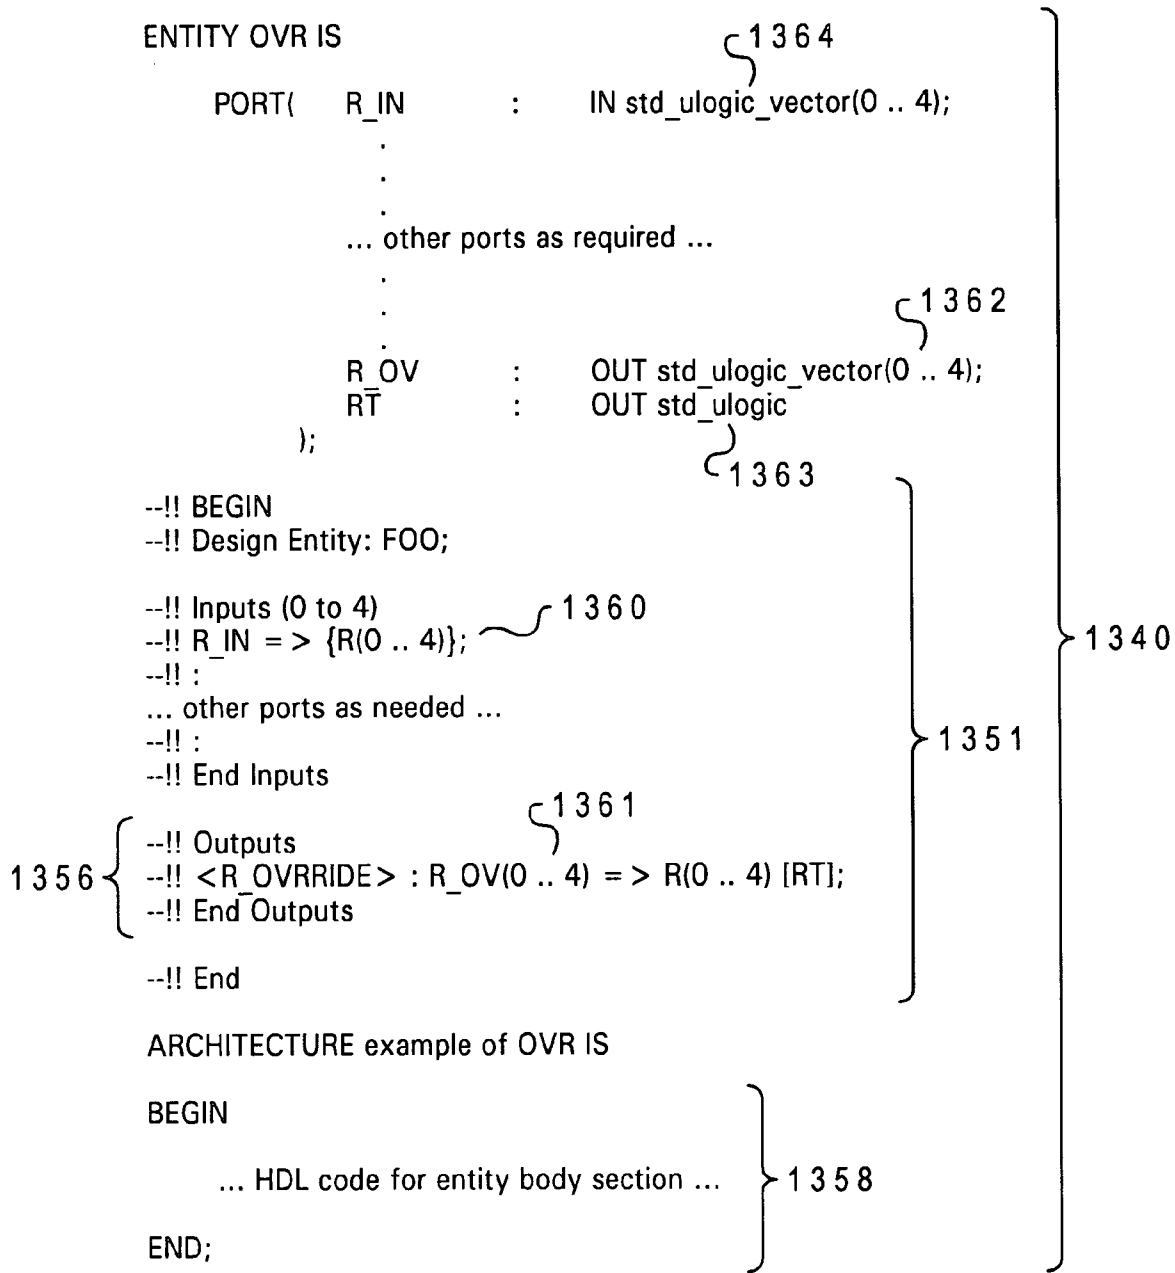 ENTITY OVR IS
1364
PORT( R_IN : IN std_ulogic_vector(0 .. 4);
.
.
.
... other ports as required ...
.
.
.
1362
R_OV : OUT std_ulogic_vector(0 .. 4);
RT : OUT std_ulogic
);
1363
--!! BEGIN
--!! Design Entity: FOO;
--!! Inputs (0 to 4)
1360
--!! R_IN => {R(0 .. 4)};
1340
--!! :
... other ports as needed ...
--!! :
1351
--!! End Inputs
1361
--!! Outputs
1356
--!! <R_OVRRIDE> : R_OV(0 .. 4) => R(0 .. 4) [RT];
--!! End Outputs
--!! End
ARCHITECTURE example of OVR IS
BEGIN
... HDL code for entity body section ...
1358
END;